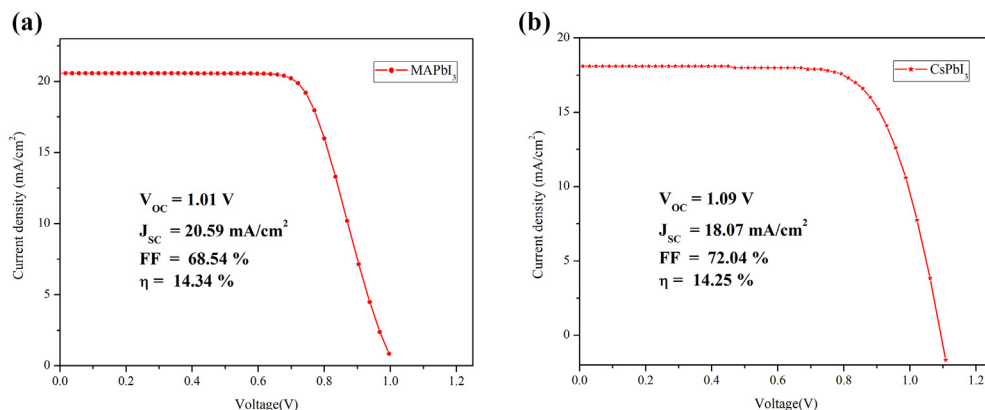 (a)
MAPbI3
Current density (mA/cm²)
20
15
10
5
0
VOC = 1.01 V
JSC = 20.59 mA/cm²
FF = 68.54 %
η = 14.34 %
0.0 0.2 0.4 0.6 0.8 1.0 1.2
Voltage(V)
(b)
CsPbI3
Current density (mA/cm²)
20
15
10
5
0
VOC = 1.09 V
JSC = 18.07 mA/cm²
FF = 72.04 %
η = 14.25 %
0.0 0.2 0.4 0.6 0.8 1.0 1.2
Voltage(V)